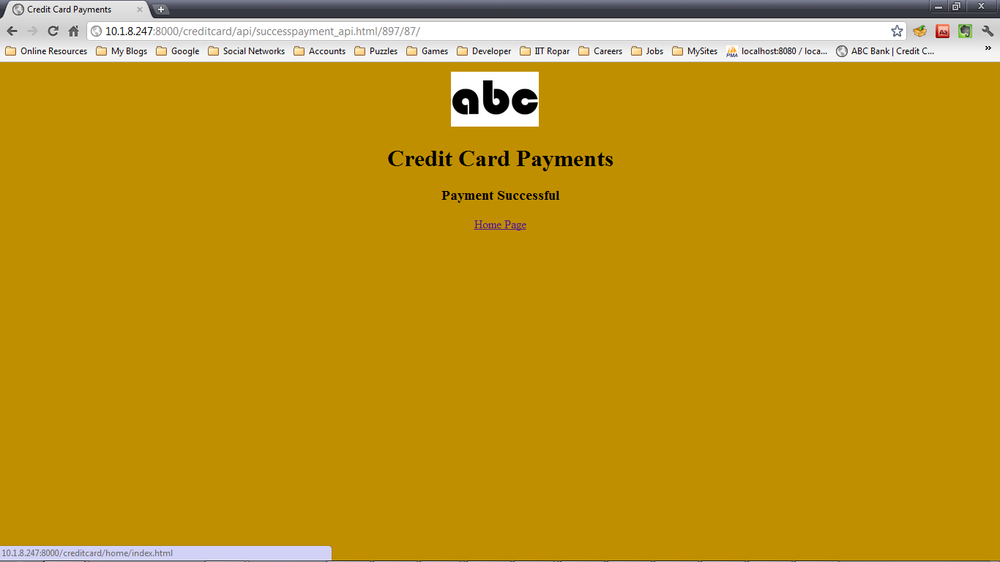 Credit Card Payments
10.1.8.247:8000/creditcard/api/successpayment_api.html/897/87/
Online Resources My Blogs Google Social Networks Accounts Puzzles Games Developer IIT Ropar Careers Jobs MySites PMA localhost:8080 / loca... ABC Bank | Credit C... »
Aa
abc
Credit Card Payments
Payment Successful
Home Page
10.1.8.247:8000/creditcard/home/index.html